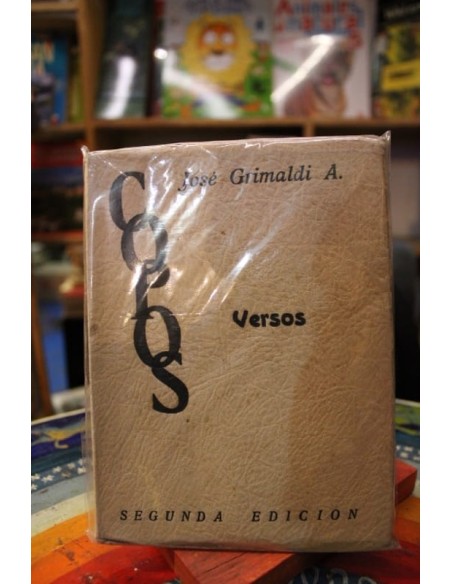 José Grimaldi A.
COPOS
Versos
SEGUNDA EDICION